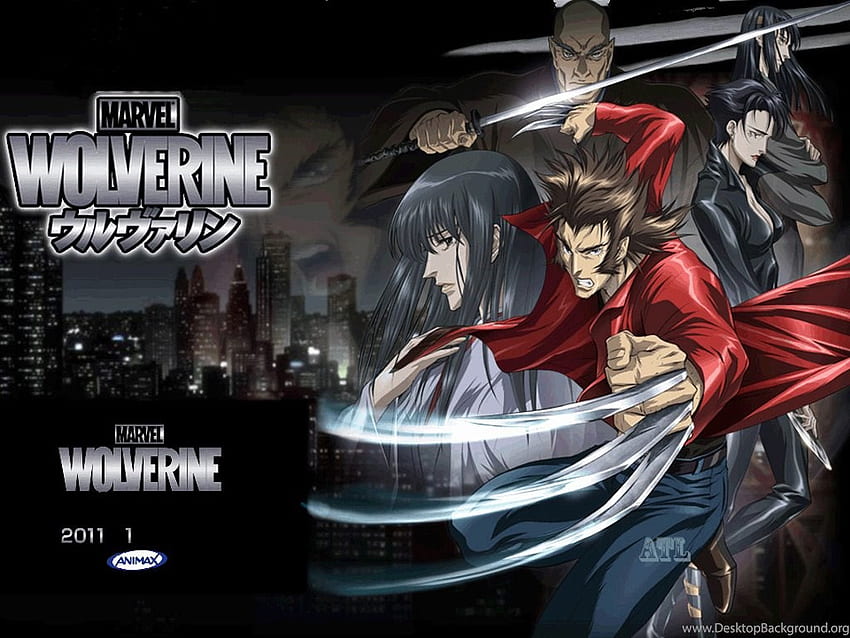 MARVEL
WOLVERINE
ウルヴァリン
MARVEL
WOLVERINE
2011 1
ANIMAX
ATL
www.DesktopBackground.org